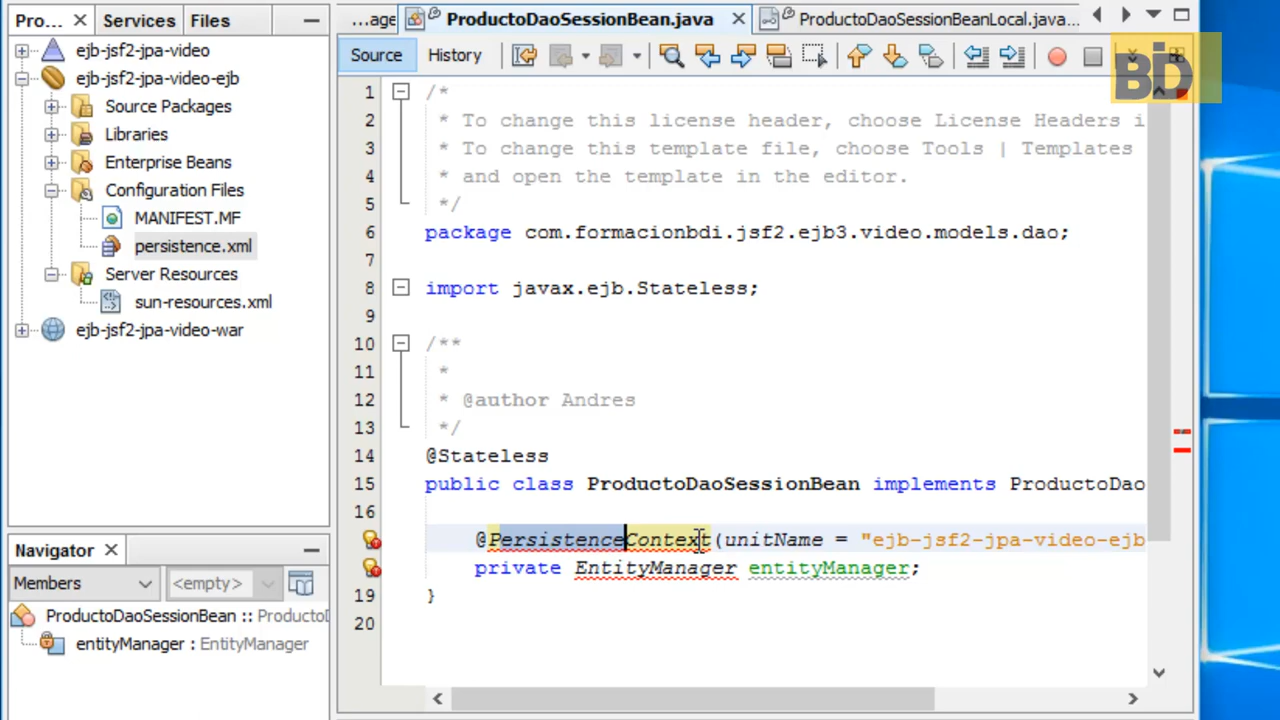 Pro...
Services
Files
...age
ProductoDaoSessionBean.java
ProductoDaoSessionBeanLocal.java...
ejb-jsf2-jpa-video
ejb-jsf2-jpa-video-ejb
Source Packages
Libraries
Enterprise Beans
Configuration Files
MANIFEST.MF
persistence.xml
Server Resources
sun-resources.xml
ejb-jsf2-jpa-video-war
Source
History
BDI
1 /*
2 * To change this license header, choose License Headers i
3 * To change this template file, choose Tools | Templates
4 * and open the template in the editor.
5 */
6 package com.formacionbdi.jsf2.ejb3.video.models.dao;
7
8 import javax.ejb.Stateless;
9
10 /**
11 *
12 * @author Andres
13 */
14 @Stateless
15 public class ProductoDaoSessionBean implements ProductoDao
16
@PersistenceContext(unitName = "ejb-jsf2-jpa-video-ejb
private EntityManager entityManager;
19 }
20
Navigator
Members
<empty>
ProductoDaoSessionBean :: ProductoD
entityManager : EntityManager